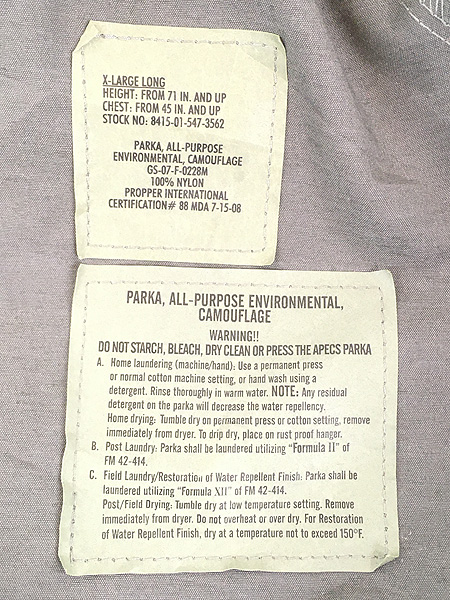 X-LARGE LONG
HEIGHT: FROM 71 IN. AND UP
CHEST: FROM 45 IN. AND UP
STOCK NO: 8415-01-547-3562
PARKA, ALL-PURPOSE
ENVIRONMENTAL, CAMOUFLAGE
GS-07-F-0228M
100% NYLON
PROPPER INTERNATIONAL
CERTIFICATION# 88 MDA 7-15-08
PARKA, ALL-PURPOSE ENVIRONMENTAL,
CAMOUFLAGE
WARNING!!
DO NOT STARCH, BLEACH, DRY CLEAN OR PRESS THE APECS PARKA
A. Home laundering (machine/hand): Use a permanent press
or normal cotton machine setting, or hand wash using a
detergent. Rinse thoroughly in warm water. NOTE: Any residual
detergent on the parka will decrease the water repellency.
Home drying: Tumble dry on permanent press or cotton setting, remove
immediately from dryer. To drip dry, place on rust proof hanger.
B. Post Laundry: Parka shall be laundered utilizing "Formula II" of
FM 42-414.
C. Field Laundry/Restoration of Water Repellent Finish: Parka shall be
laundered utilizing "Formula XII" of FM 42-414.
Post/Field Drying: Tumble dry at low temperature setting. Remove
immediately from dryer. Do not overheat or over dry. For Restoration
of Water Repellent Finish, dry at a temperature not to exceed 150°F.